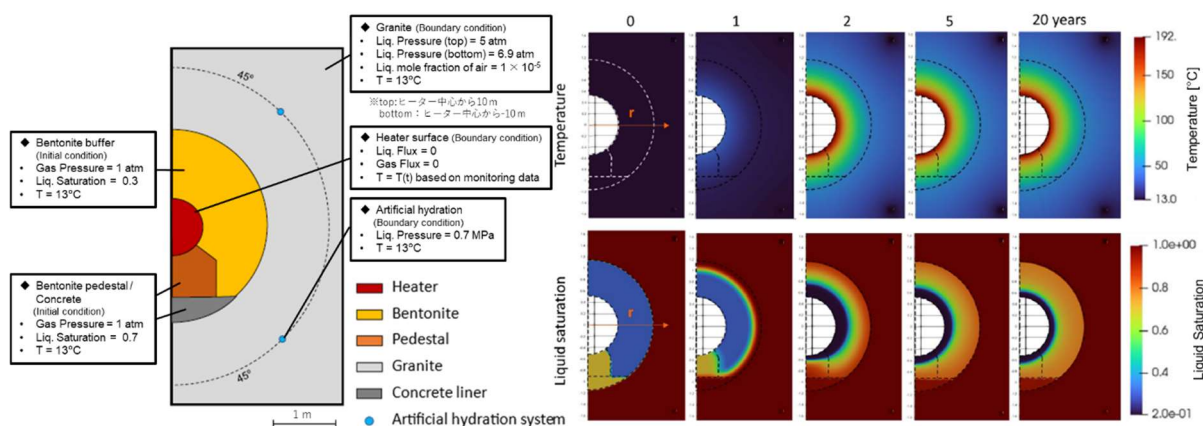 ◆ Granite (Boundary condition)
• Liq. Pressure (top) = 5 atm
• Liq. Pressure (bottom) = 6.9 atm
• Liq. mole fraction of air = 1 × 10⁻⁵
• T = 13°C
※top:ヒーター中心から10m
bottom：ヒーター中心から-10m
◆ Heater surface (Boundary condition)
• Liq. Flux = 0
• Gas Flux = 0
• T = T(t) based on monitoring data
◆ Artificial hydration
(Boundary condition)
• Liq. Pressure = 0.7 MPa
• T = 13°C
◆ Bentonite buffer
(Initial condition)
• Gas Pressure = 1 atm
• Liq. Saturation = 0.3
• T = 13°C
◆ Bentonite pedestal /
Concrete
(Initial condition)
• Gas Pressure = 1 atm
• Liq. Saturation = 0.7
• T = 13°C
45°
45°
Heater
Bentonite
Pedestal
Granite
Concrete liner
Artificial hydration system
1 m
0 1 2 5 20 years
Temperature
r
192.
150
100
50
13.0
Temperature [°C]
Liquid saturation
r
1.0e+00
0.8
0.6
0.4
2.0e-01
Liquid Saturation